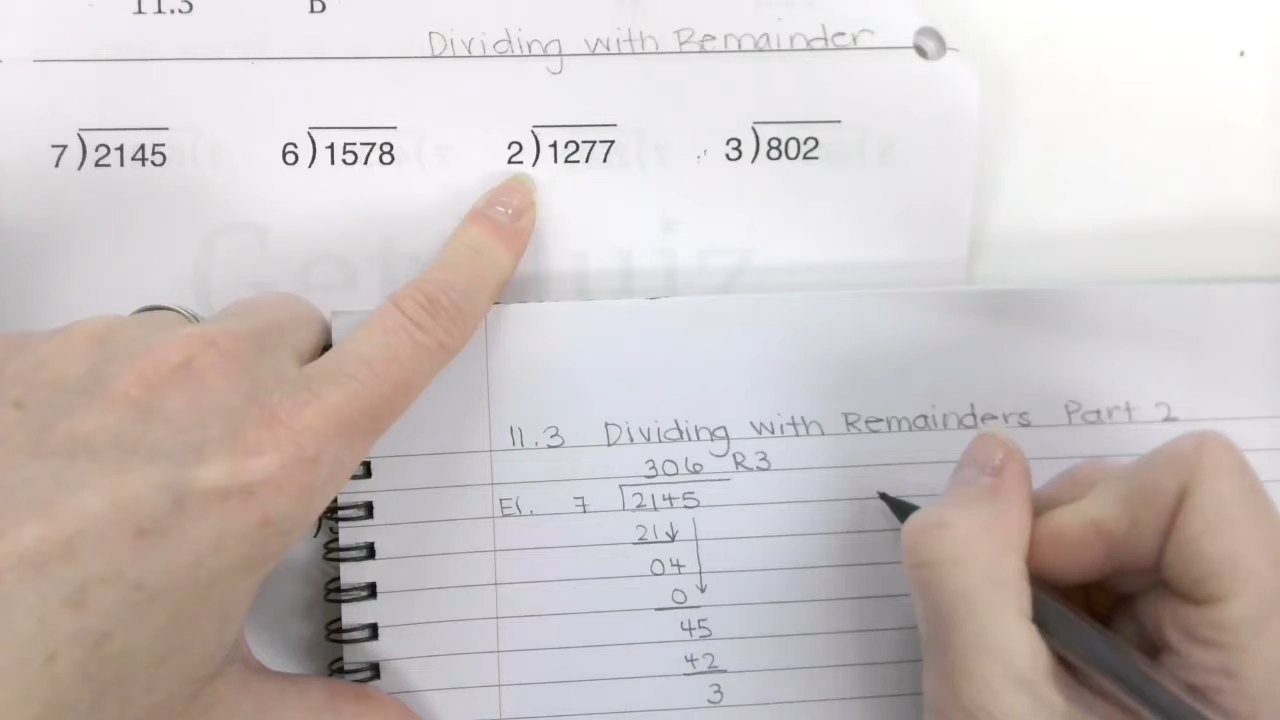 11.3 B
Dividing with Remainder
7)2145 6)1578 2)1277 3)802
11.3 Dividing with Remainders Part 2
306 R3
E1. 7 2145
21↓
04
0
45
42
3